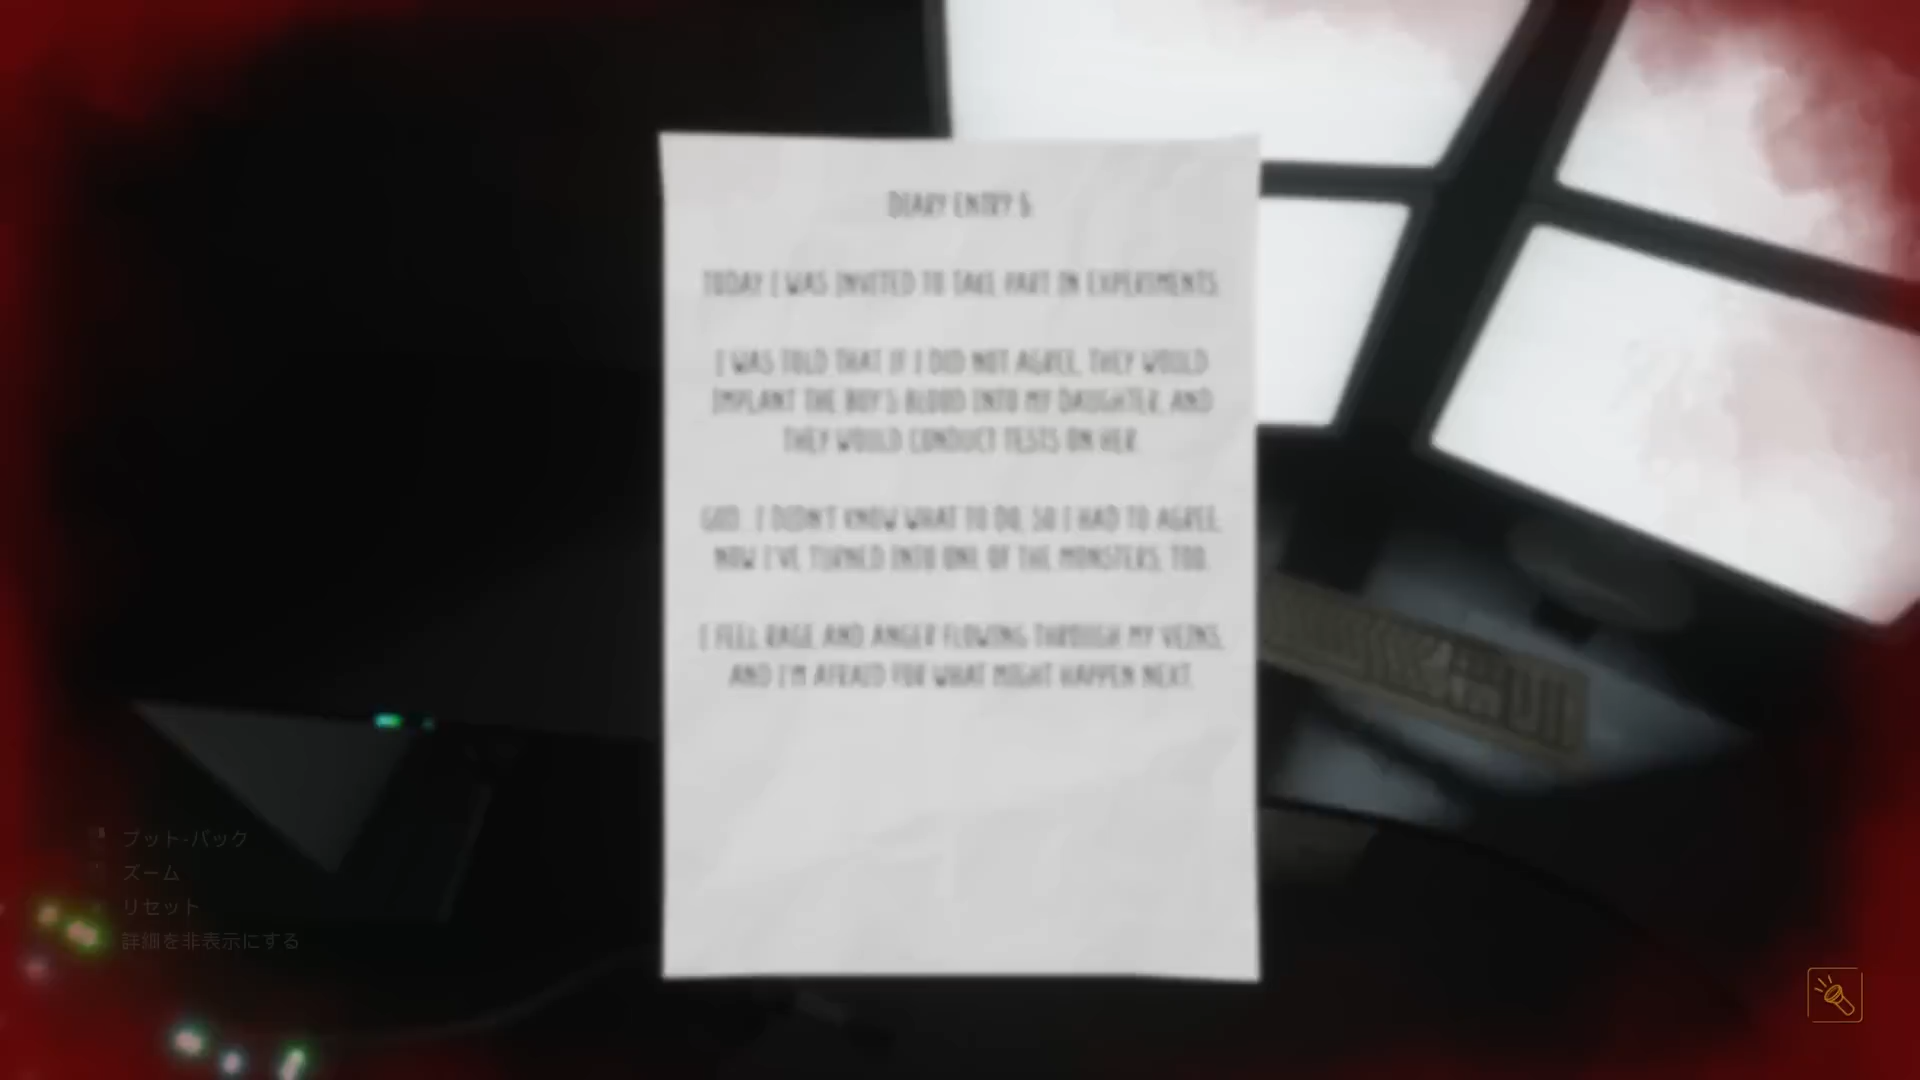 DIARY ENTRY 6
TODAY I WAS INVITED TO TAKE PART IN EXPERIMENTS.
I WAS TOLD THAT IF I DID NOT AGREE, THEY WOULD
IMPLANT THE BOY'S BLOOD INTO MY DAUGHTER, AND
THEY WOULD CONDUCT TESTS ON HER.
GOD... I DIDN'T KNOW WHAT TO DO, SO I HAD TO AGREE,
NOW I'VE TURNED INTO ONE OF THE MONSTERS, TOO.
I FEEL RAGE AND ANGER FLOWING THROUGH MY VEINS,
AND I'M AFRAID FOR WHAT MIGHT HAPPEN NEXT.
プット-バック
ズーム
リセット
詳細を非表示にする